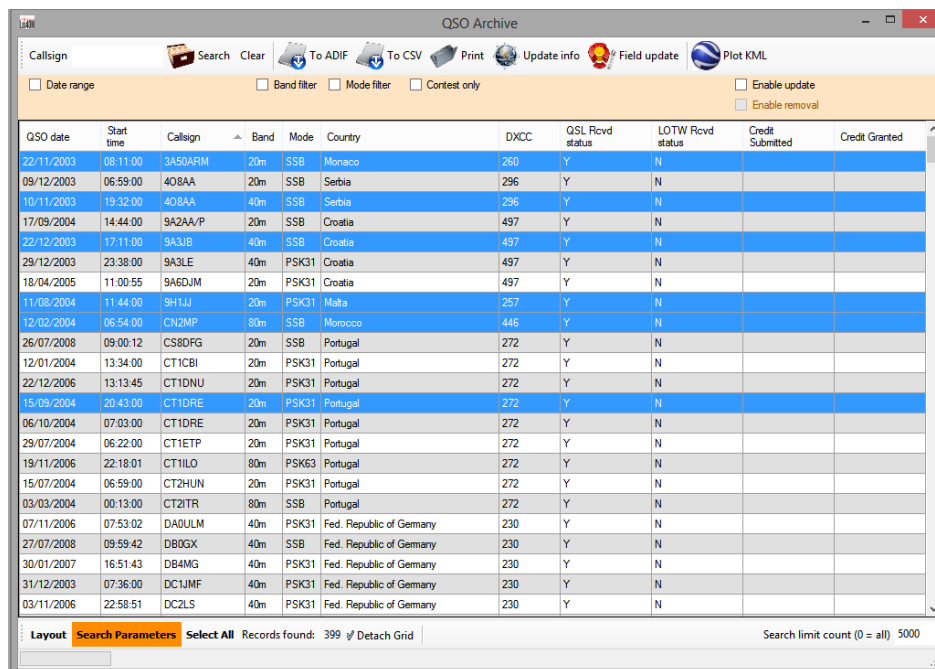 QSO Archive
Callsign Search Clear To ADIF To CSV Print Update info Field update Plot KML
Date range Band filter Mode filter Contest only Enable update
Enable removal
QSO date Start time Callsign Band Mode Country DXCC QSL Rcvd status LOTW Rcvd status Credit Submitted Credit Granted
22/11/2003 08:11:00 3A50ARM 20m SSB Monaco 260 Y N
09/12/2003 06:59:00 4O8AA 20m SSB Serbia 296 Y N
10/11/2003 19:32:00 4O8AA 40m SSB Serbia 296 Y N
17/09/2004 14:44:00 9A2AA/P 20m SSB Croatia 497 Y N
22/12/2003 17:11:00 9A3JB 40m SSB Croatia 497 Y N
29/12/2003 23:38:00 9A3LE 40m PSK31 Croatia 497 Y N
18/04/2005 11:00:55 9A6DJM 20m PSK31 Croatia 497 Y N
11/08/2004 11:44:00 9H1JJ 20m PSK31 Malta 257 Y N
12/02/2004 06:54:00 CN2MP 80m SSB Morocco 446 Y N
26/07/2008 09:00:12 CS8DFG 20m SSB Portugal 272 Y N
12/01/2004 13:34:00 CT1CBI 20m PSK31 Portugal 272 Y N
22/12/2006 13:13:45 CT1DNU 20m PSK31 Portugal 272 Y N
15/09/2004 20:43:00 CT1DRE 20m PSK31 Portugal 272 Y N
06/10/2004 07:03:00 CT1DRE 20m PSK31 Portugal 272 Y N
29/07/2004 06:22:00 CT1ETP 20m PSK31 Portugal 272 Y N
19/11/2006 22:18:01 CT1ILO 80m PSK63 Portugal 272 Y N
15/07/2004 06:59:00 CT2HUN 20m PSK31 Portugal 272 Y N
03/03/2004 00:13:00 CT2ITR 80m SSB Portugal 272 Y N
07/11/2006 07:53:02 DA0ULM 40m PSK31 Fed. Republic of Germany 230 Y N
27/07/2008 09:59:42 DB0GX 40m SSB Fed. Republic of Germany 230 Y N
30/01/2007 16:51:43 DB4MG 40m PSK31 Fed. Republic of Germany 230 Y N
31/12/2003 07:36:00 DC1JMF 40m PSK31 Fed. Republic of Germany 230 Y N
03/11/2006 22:58:51 DC2LS 40m PSK31 Fed. Republic of Germany 230 Y N
Layout Search Parameters Select All Records found: 399 Detach Grid Search limit count (0 = all) 5000